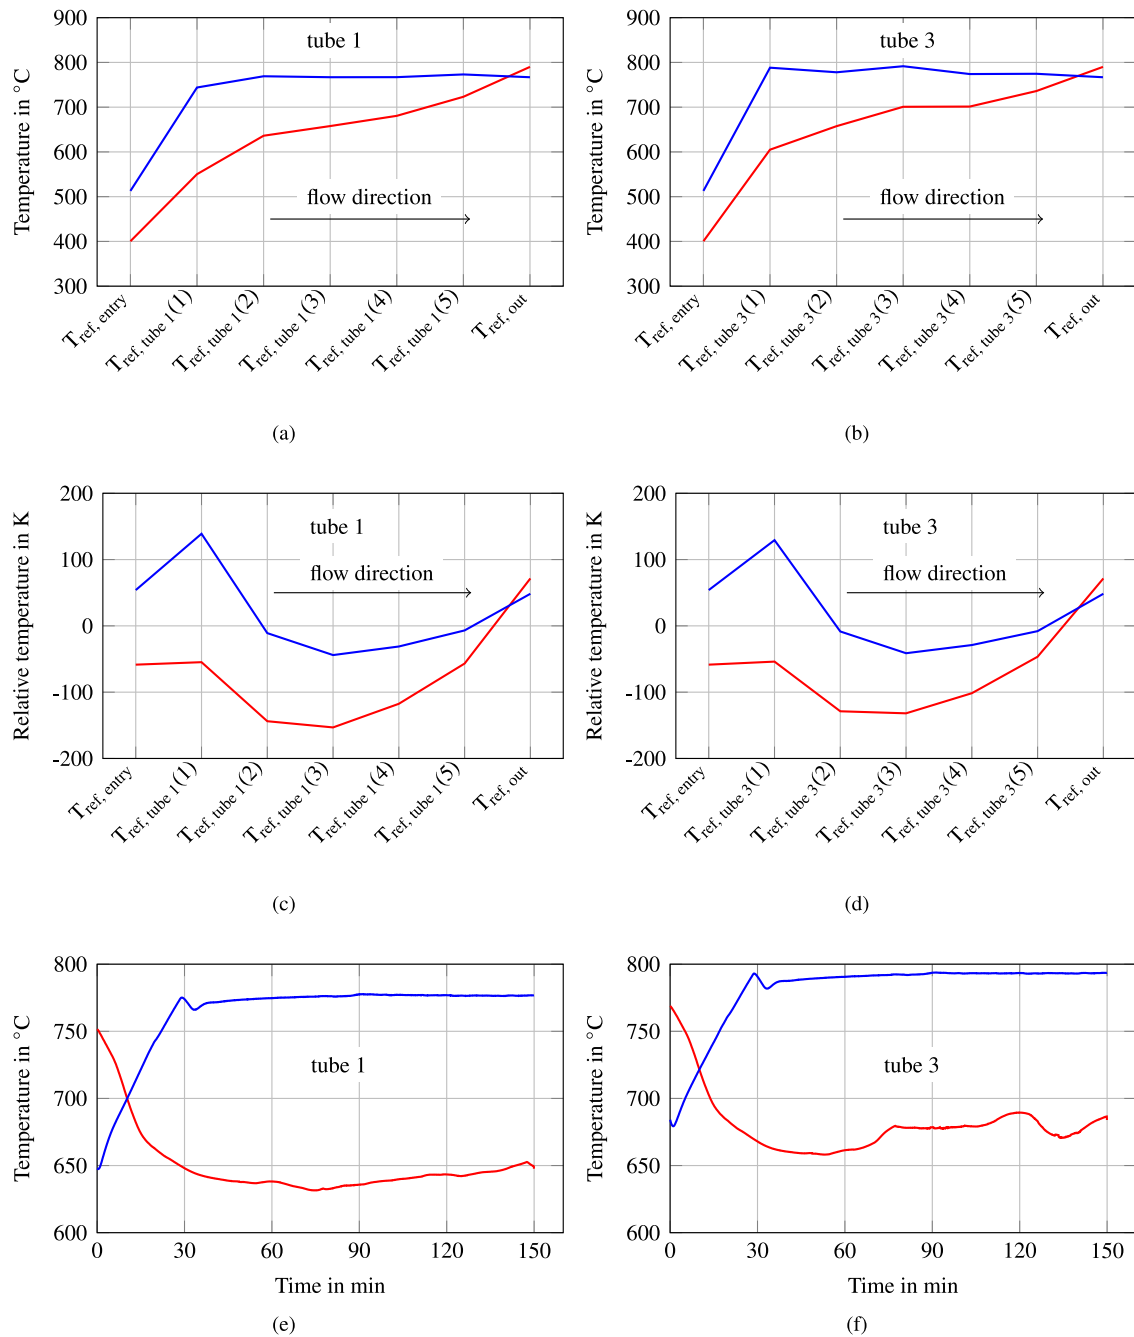 900
800
700
600
500
400
300
Temperature in °C
tube 1
flow direction
T_ref, entry
T_ref, tube 1(1)
T_ref, tube 1(2)
T_ref, tube 1(3)
T_ref, tube 1(4)
T_ref, tube 1(5)
T_ref, out
(a)
900
800
700
600
500
400
300
Temperature in °C
tube 3
flow direction
T_ref, entry
T_ref, tube 3(1)
T_ref, tube 3(2)
T_ref, tube 3(3)
T_ref, tube 3(4)
T_ref, tube 3(5)
T_ref, out
(b)
200
100
0
-100
-200
Relative temperature in K
tube 1
flow direction
T_ref, entry
T_ref, tube 1(1)
T_ref, tube 1(2)
T_ref, tube 1(3)
T_ref, tube 1(4)
T_ref, tube 1(5)
T_ref, out
(c)
200
100
0
-100
-200
Relative temperature in K
tube 3
flow direction
T_ref, entry
T_ref, tube 3(1)
T_ref, tube 3(2)
T_ref, tube 3(3)
T_ref, tube 3(4)
T_ref, tube 3(5)
T_ref, out
(d)
800
750
700
650
600
Temperature in °C
tube 1
0 30 60 90 120 150
Time in min
(e)
800
750
700
650
600
Temperature in °C
tube 3
0 30 60 90 120 150
Time in min
(f)